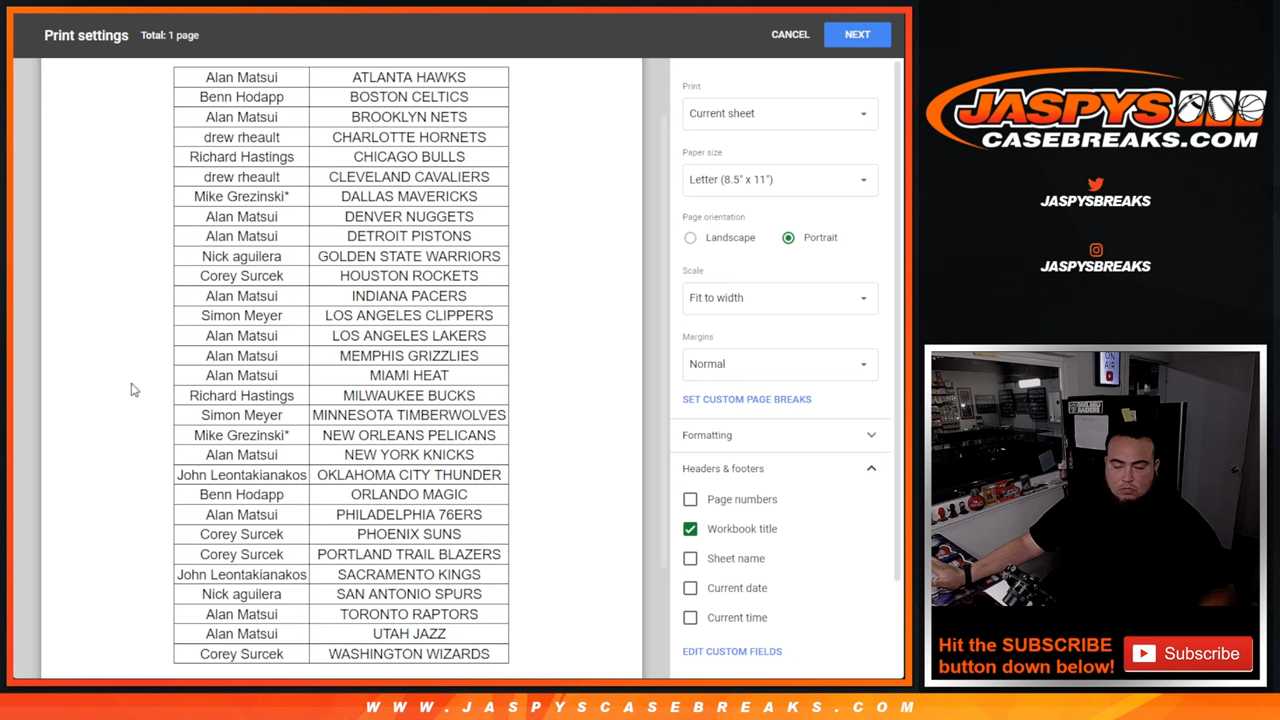 Print settings Total: 1 page CANCEL NEXT
Alan Matsui ATLANTA HAWKS
Benn Hodapp BOSTON CELTICS
Alan Matsui BROOKLYN NETS
drew rheault CHARLOTTE HORNETS
Richard Hastings CHICAGO BULLS
drew rheault CLEVELAND CAVALIERS
Mike Grezinski* DALLAS MAVERICKS
Alan Matsui DENVER NUGGETS
Alan Matsui DETROIT PISTONS
Nick aguilera GOLDEN STATE WARRIORS
Corey Surcek HOUSTON ROCKETS
Alan Matsui INDIANA PACERS
Simon Meyer LOS ANGELES CLIPPERS
Alan Matsui LOS ANGELES LAKERS
Alan Matsui MEMPHIS GRIZZLIES
Alan Matsui MIAMI HEAT
Richard Hastings MILWAUKEE BUCKS
Simon Meyer MINNESOTA TIMBERWOLVES
Mike Grezinski* NEW ORLEANS PELICANS
Alan Matsui NEW YORK KNICKS
John Leontakianakos OKLAHOMA CITY THUNDER
Benn Hodapp ORLANDO MAGIC
Alan Matsui PHILADELPHIA 76ERS
Corey Surcek PHOENIX SUNS
Corey Surcek PORTLAND TRAIL BLAZERS
John Leontakianakos SACRAMENTO KINGS
Nick aguilera SAN ANTONIO SPURS
Alan Matsui TORONTO RAPTORS
Alan Matsui UTAH JAZZ
Corey Surcek WASHINGTON WIZARDS
Print
Current sheet
Paper size
Letter (8.5" x 11")
Page orientation
Landscape Portrait
Scale
Fit to width
Margins
Normal
SET CUSTOM PAGE BREAKS
Formatting
Headers & footers
Page numbers
Workbook title
Sheet name
Current date
Current time
EDIT CUSTOM FIELDS
JASPYS
CASEBREAKS.COM
JASPYSBREAKS
JASPYSBREAKS
ON AIR
Hit the SUBSCRIBE
button down below!
Subscribe
WWW.JASPYSCASEBREAKS.COM